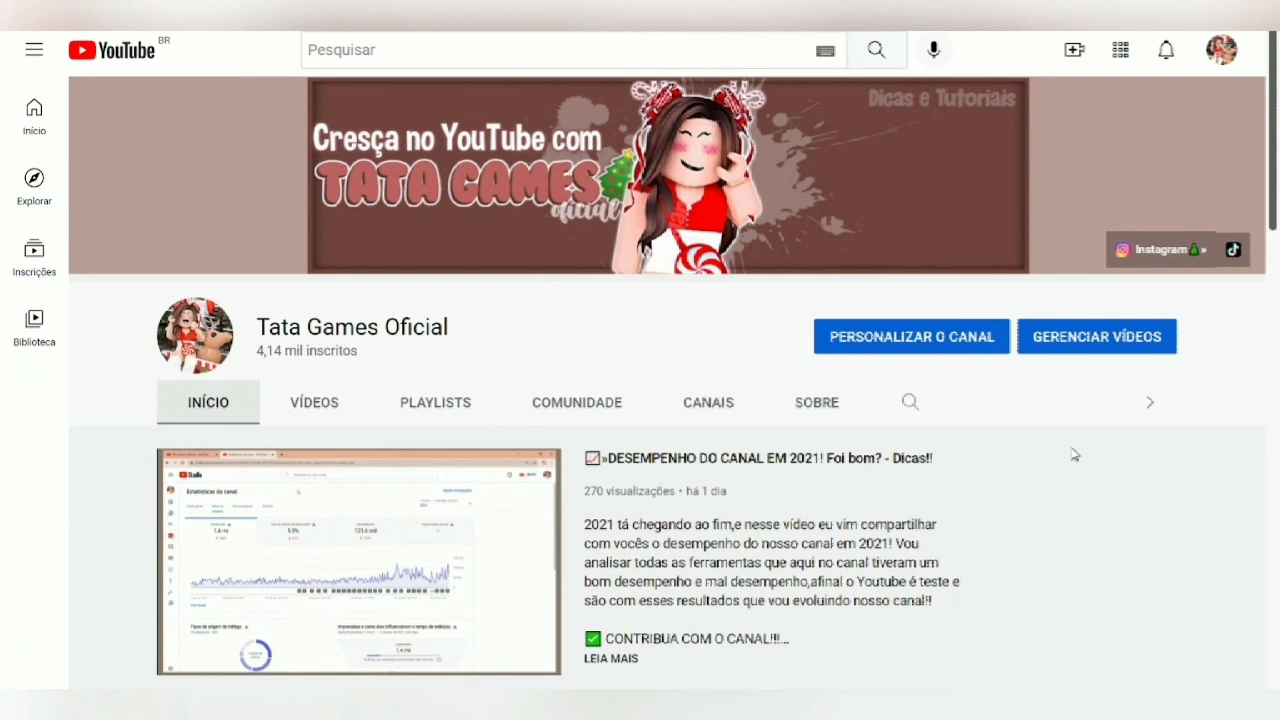 YouTube BR
Pesquisar
Início
Explorar
Inscrições
Biblioteca
Dicas e Tutoriais
Cresça no YouTube com
TATA GAMES
oficial
Instagram
Tata Games Oficial
4,14 mil inscritos
PERSONALIZAR O CANAL
GERENCIAR VÍDEOS
INÍCIO
VÍDEOS
PLAYLISTS
COMUNIDADE
CANAIS
SOBRE
Studio
Estatísticas do canal
1,4 mi
📈»DESEMPENHO DO CANAL EM 2021! Foi bom? - Dicas!!
270 visualizações • há 1 dia
2021 tá chegando ao fim,e nesse vídeo eu vim compartilhar
com vocês o desempenho do nosso canal em 2021! Vou
analisar todas as ferramentas que aqui no canal tiveram um
bom desempenho e mal desempenho,afinal o Youtube é teste e
são com esses resultados que vou evoluindo nosso canal!!
✅ CONTRIBUA COM O CANAL!!!...
LEIA MAIS